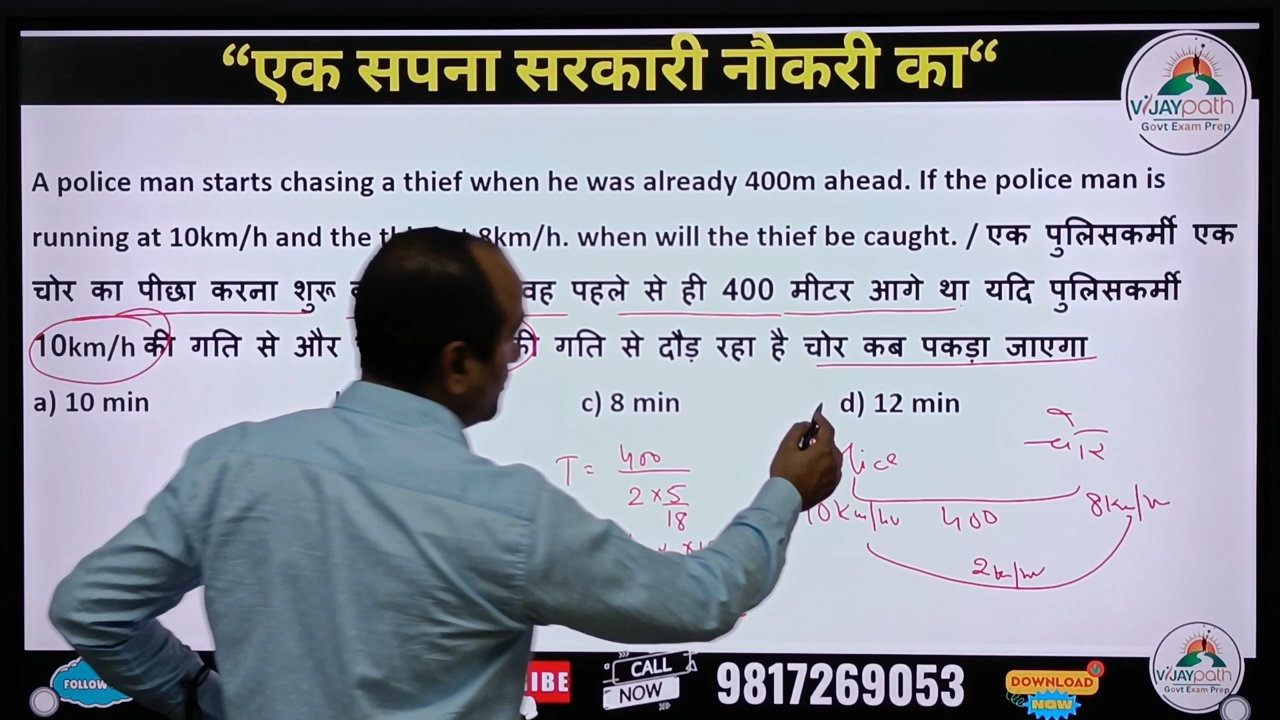 “एक सपना सरकारी नौकरी का“
VIJAYpath
Govt Exam Prep
A police man starts chasing a thief when he was already 400m ahead. If the police man is
running at 10km/h and the 8km/h. when will the thief be caught. / एक पुलिसकर्मी एक
चोर का पीछा करना शुरू वह पहले से ही 400 मीटर आगे था यदि पुलिसकर्मी
10km/h की गति से और की गति से दौड़ रहा है चोर कब पकड़ा जाएगा
a) 10 min c) 8 min d) 12 min
T = 400
2 × 5
18
चोर
10km/hr 400 8km/hr
2km/hr
FOLLOW
CALL
NOW
9817269053
DOWNLOAD
NOW
VIJAYpath
Govt Exam Prep